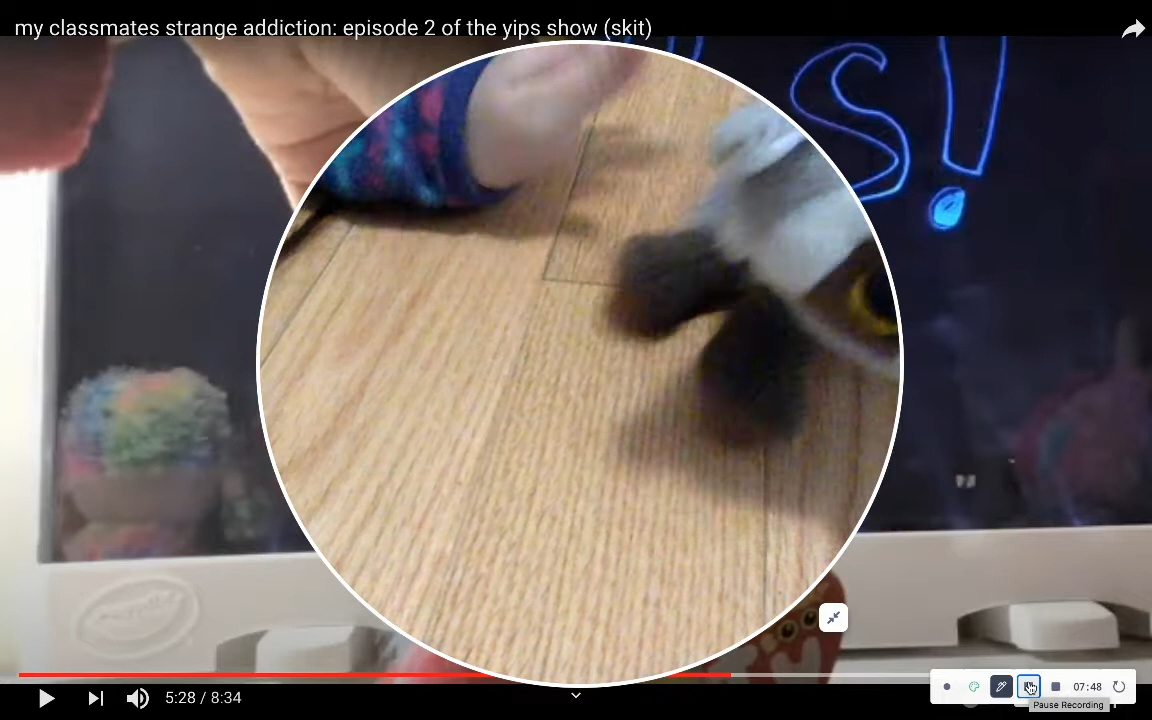 my classmates strange addiction: episode 2 of the yips show (skit)
S!
5:28 / 8:34
07:48
Pause Recording